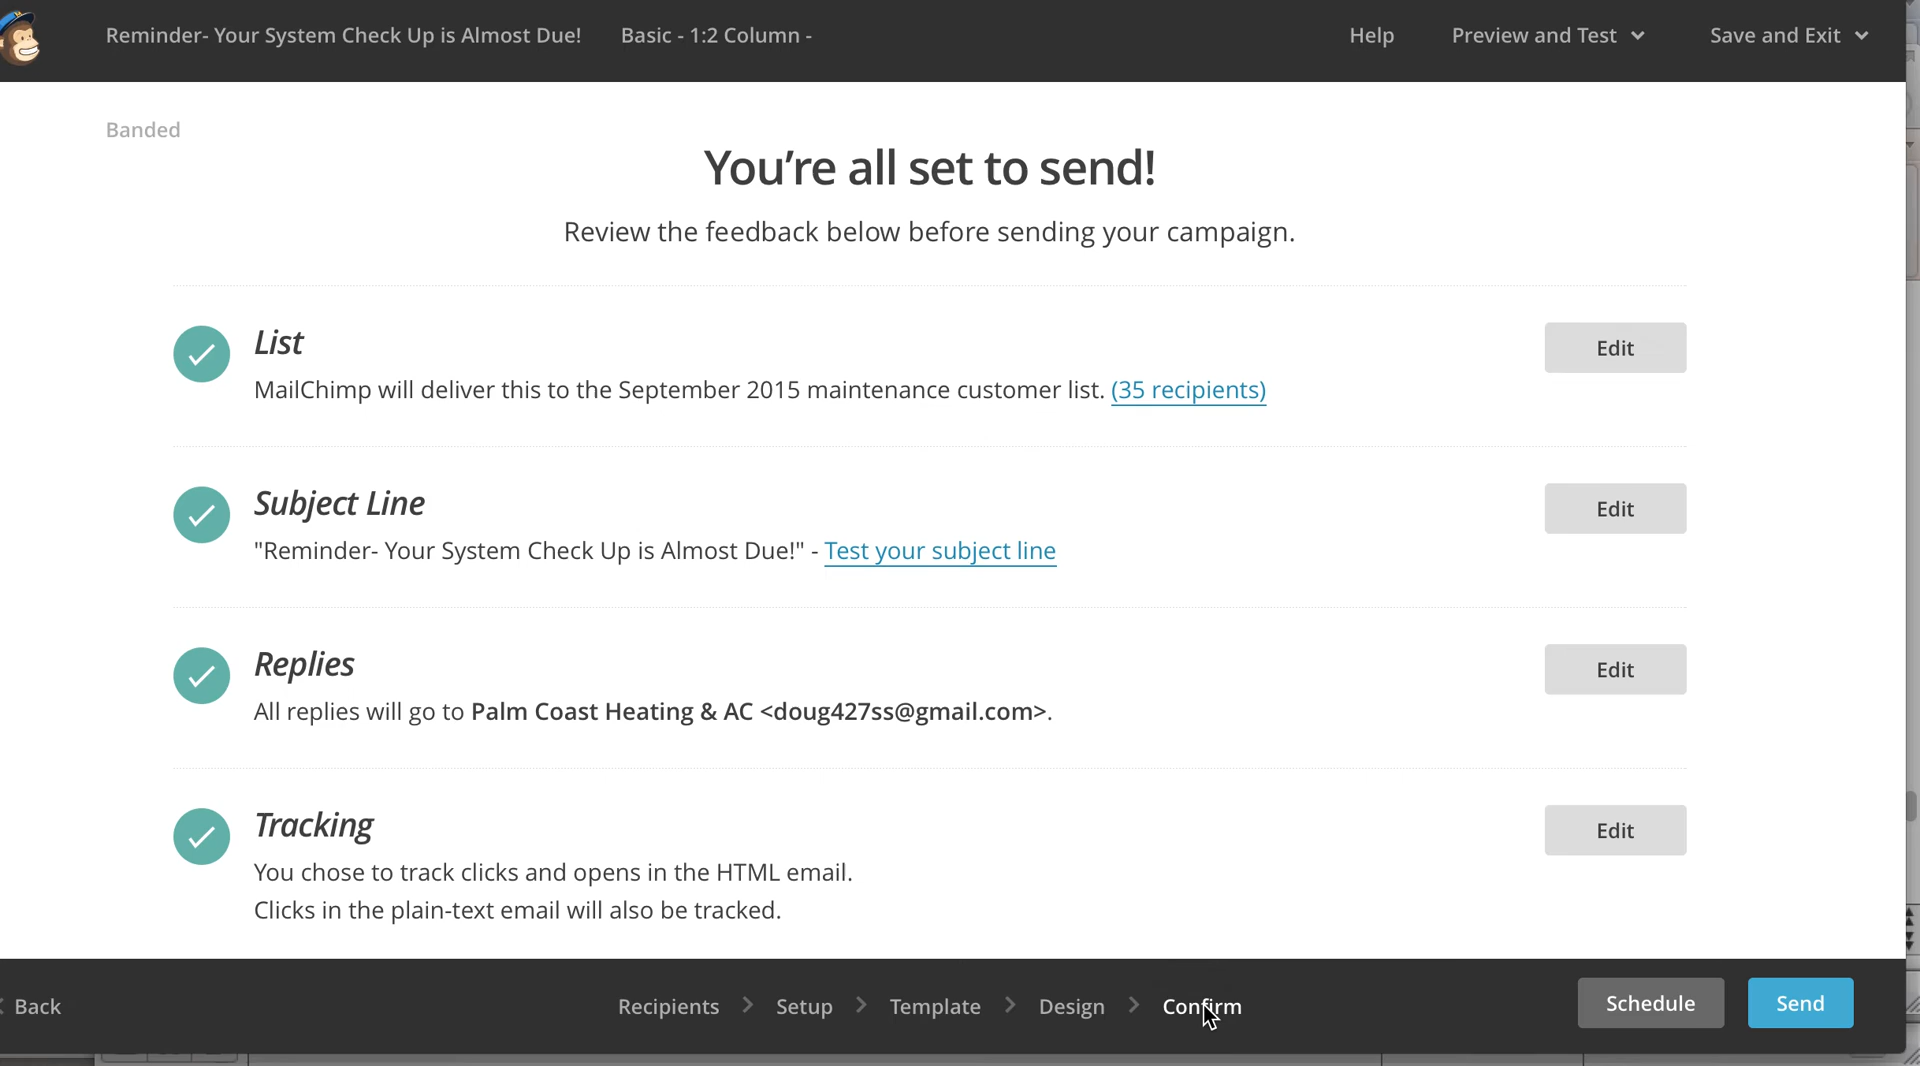 Reminder- Your System Check Up is Almost Due! Basic - 1:2 Column - Help Preview and Test Save and Exit
Banded
You’re all set to send!
Review the feedback below before sending your campaign.
List
Edit
MailChimp will deliver this to the September 2015 maintenance customer list. (35 recipients)
Subject Line
Edit
"Reminder- Your System Check Up is Almost Due!" - Test your subject line
Replies
Edit
All replies will go to Palm Coast Heating & AC <doug427ss@gmail.com>.
Tracking
Edit
You chose to track clicks and opens in the HTML email.
Clicks in the plain-text email will also be tracked.
Back Recipients > Setup > Template > Design > Confirm Schedule Send